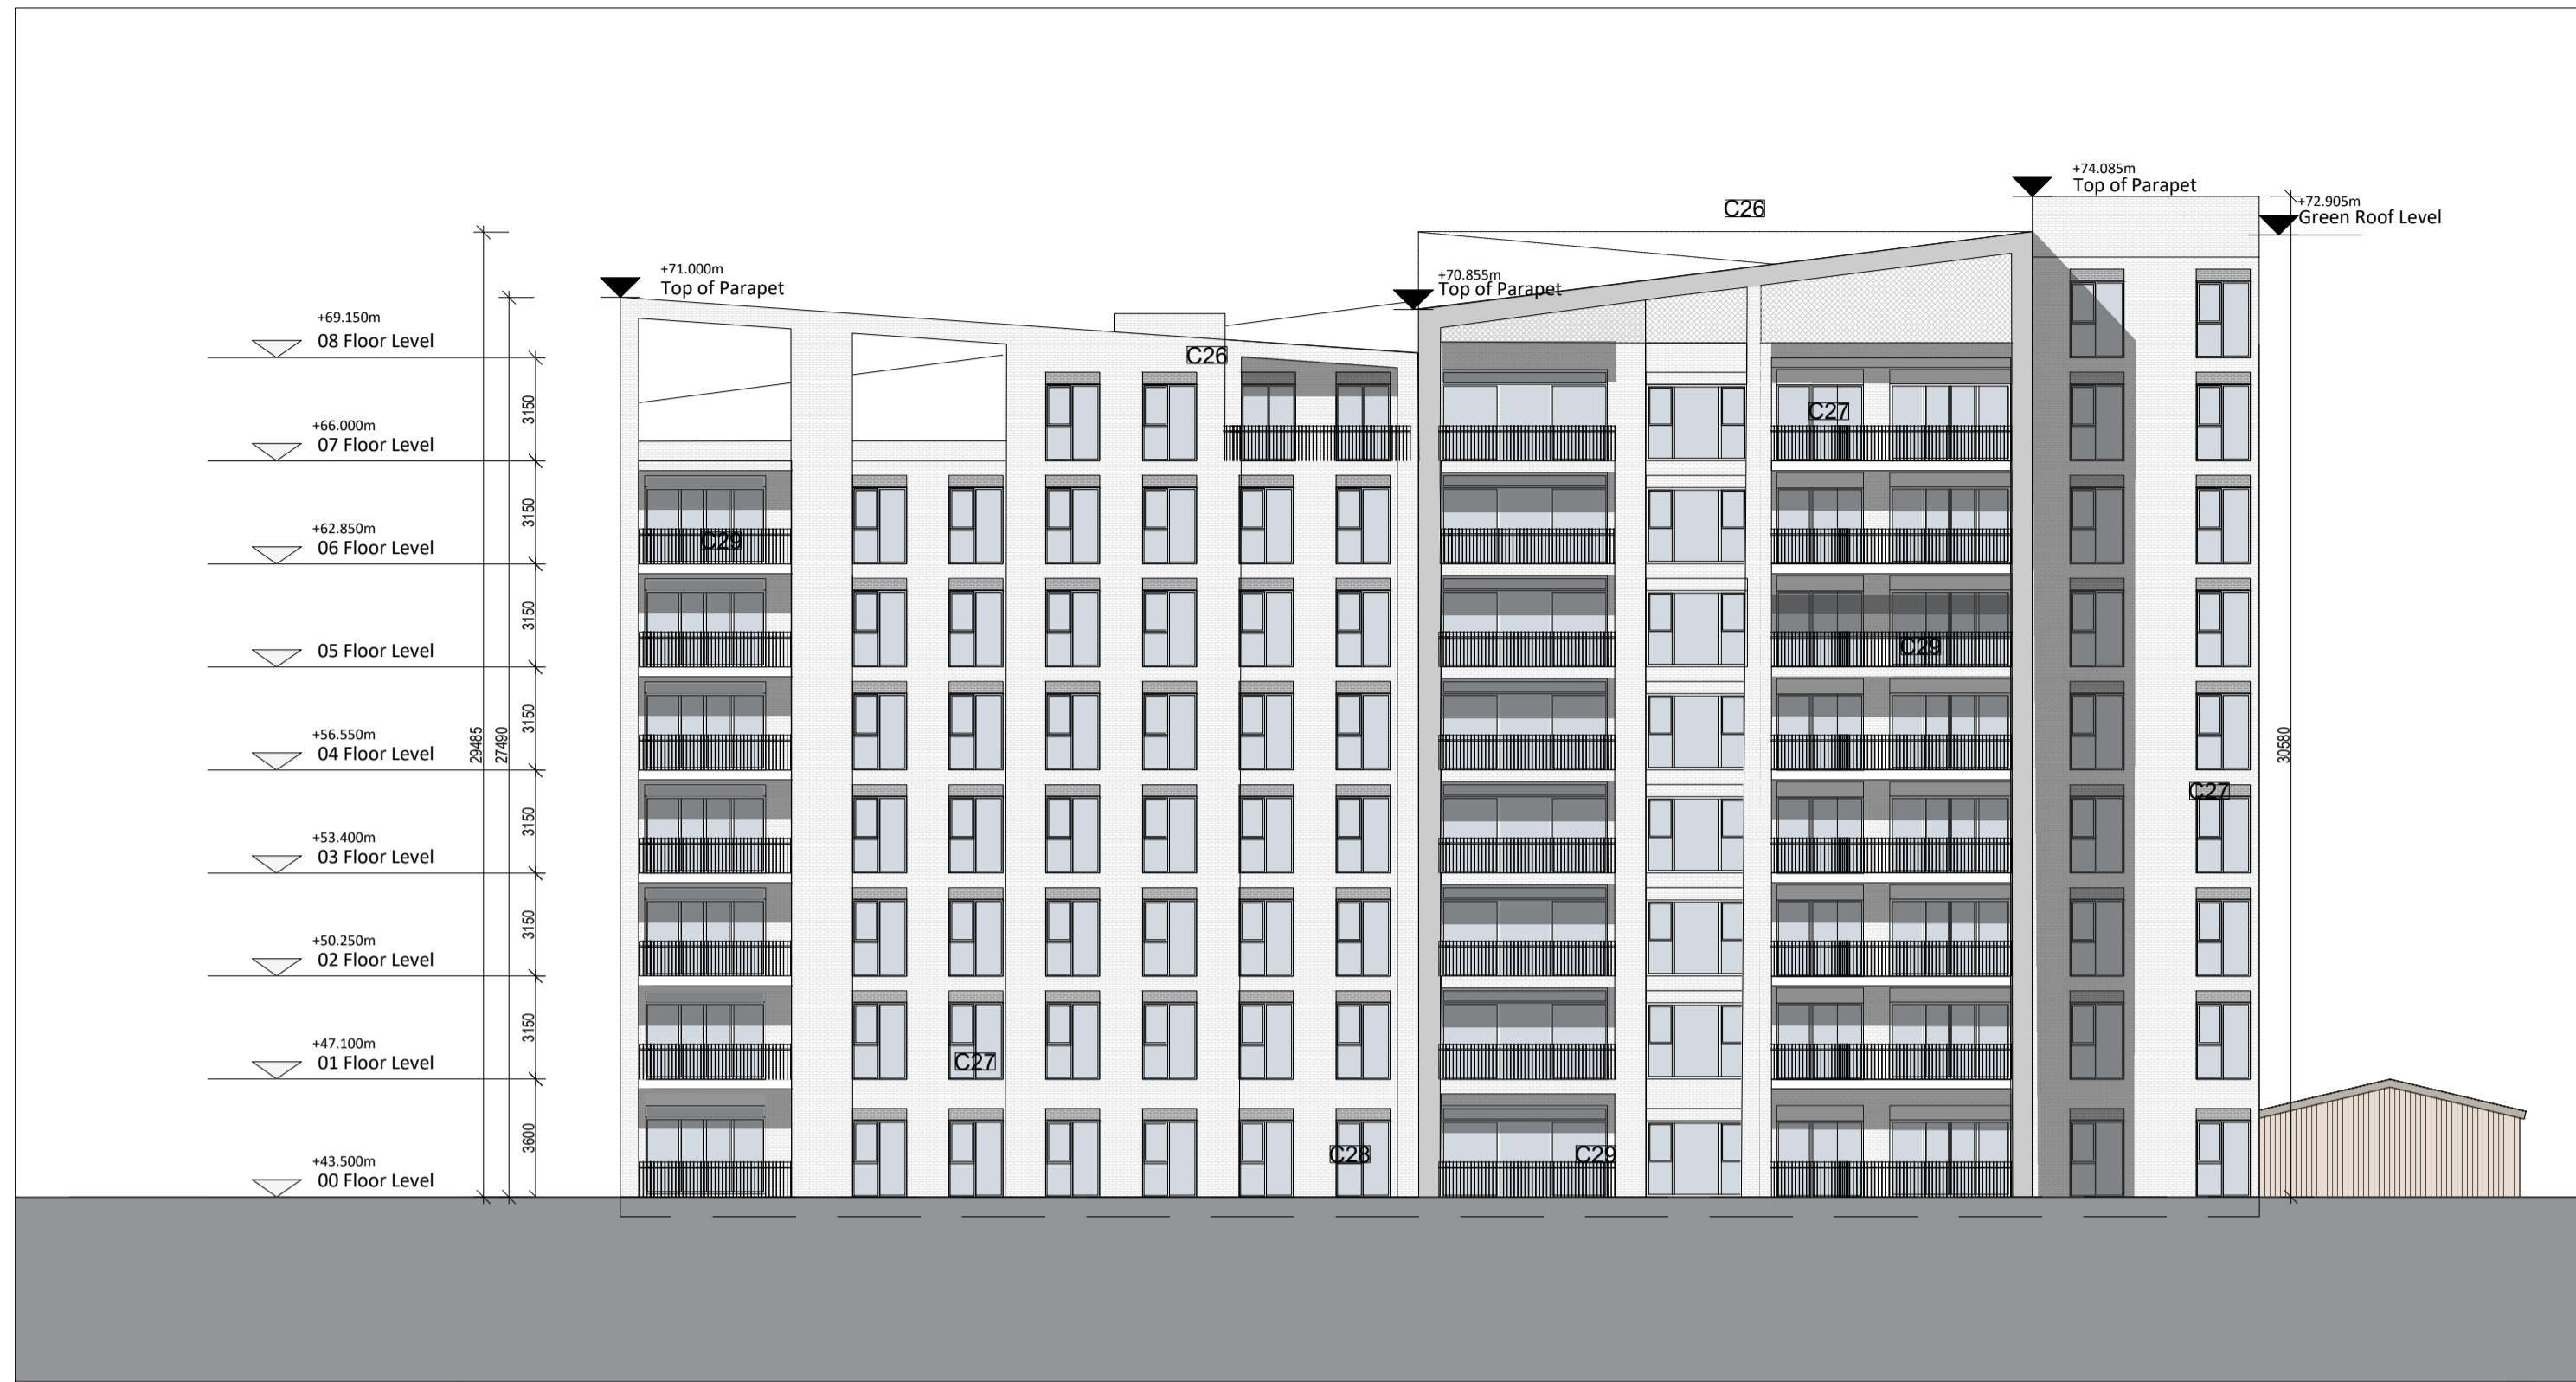 +74.085m
Top of Parapet
+72.905m
Green Roof Level
C26
+71.000m
Top of Parapet
+70.855m
Top of Parapet
C26
+69.150m
08 Floor Level
3150
+66.000m
07 Floor Level
C27
3150
+62.850m
06 Floor Level
C29
3150
05 Floor Level
C29
3150
+56.550m
04 Floor Level
29485
27490
30580
3150
+53.400m
03 Floor Level
C27
3150
+50.250m
02 Floor Level
3150
+47.100m
01 Floor Level
C27
3600
+43.500m
00 Floor Level
C28
C29